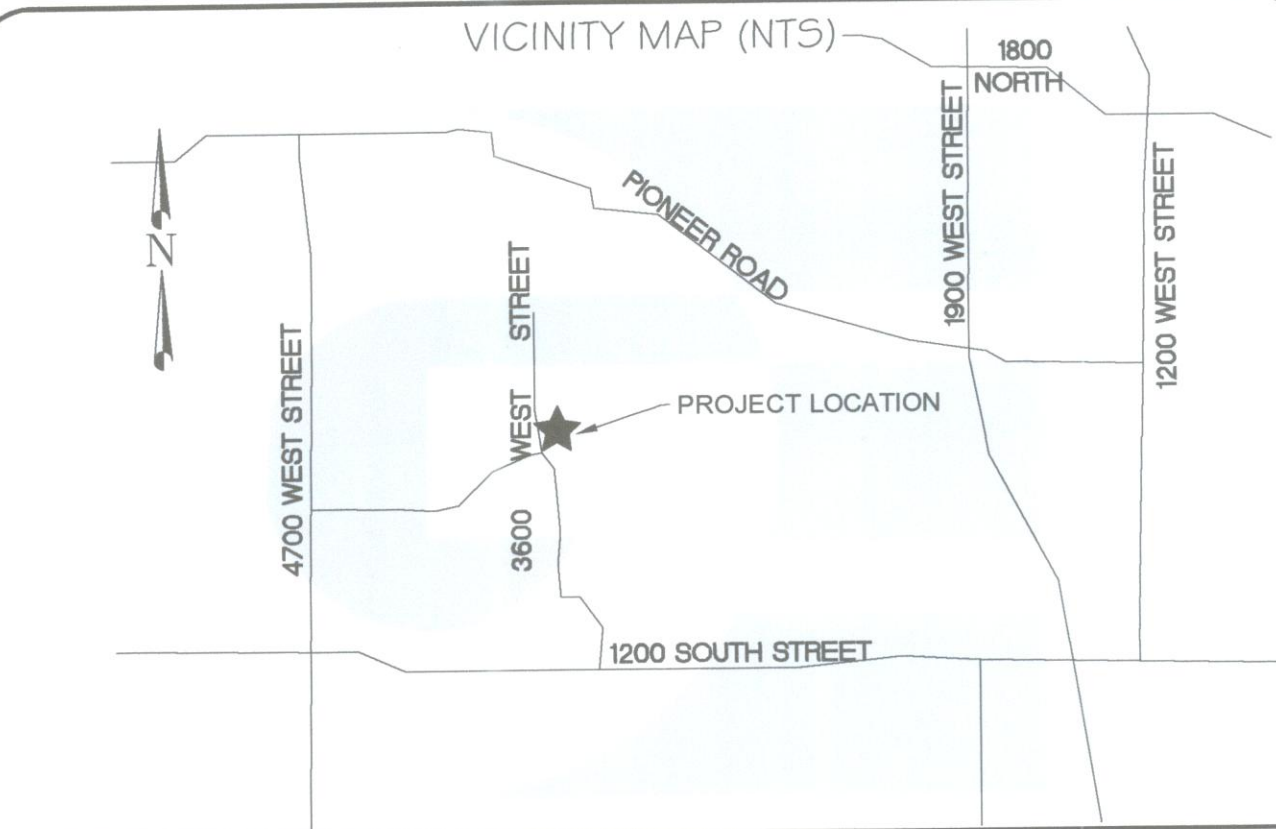 VICINITY MAP (NTS)
1800
NORTH
N
PIONEER ROAD
1900 WEST STREET
1200 WEST STREET
4700 WEST STREET
3600 WEST STREET
PROJECT LOCATION
1200 SOUTH STREET